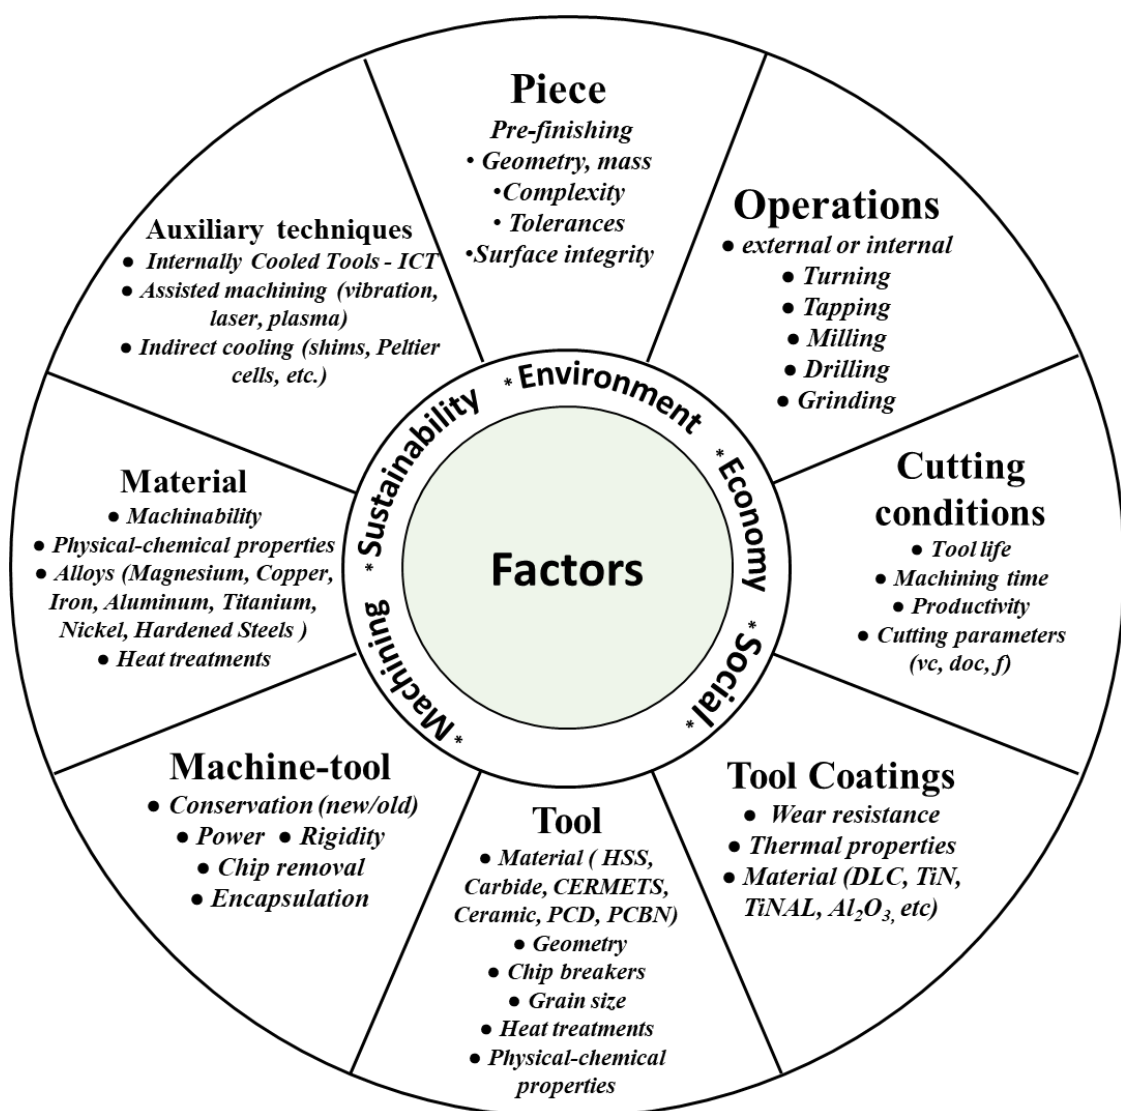 Piece
Pre-finishing
• Geometry, mass
•Complexity
• Tolerances
•Surface integrity
Operations
● external or internal
● Turning
● Tapping
● Milling
● Drilling
● Grinding
Cutting
conditions
● Tool life
● Machining time
● Productivity
● Cutting parameters
(vc, doc, f)
Tool Coatings
● Wear resistance
● Thermal properties
● Material (DLC, TiN,
TiNAL, Al₂O₃, etc)
Tool
● Material ( HSS,
Carbide, CERMETS,
Ceramic, PCD, PCBN)
● Geometry
● Chip breakers
● Grain size
● Heat treatments
● Physical-chemical
properties
Machine-tool
● Conservation (new/old)
● Power ● Rigidity
● Chip removal
● Encapsulation
Material
● Machinability
● Physical-chemical properties
● Alloys (Magnesium, Copper,
Iron, Aluminum, Titanium,
Nickel, Hardened Steels )
● Heat treatments
Auxiliary techniques
● Internally Cooled Tools - ICT
● Assisted machining (vibration,
laser, plasma)
● Indirect cooling (shims, Peltier
cells, etc.)
* Machining * Sustainability * Environment * Economy * Social *
Factors